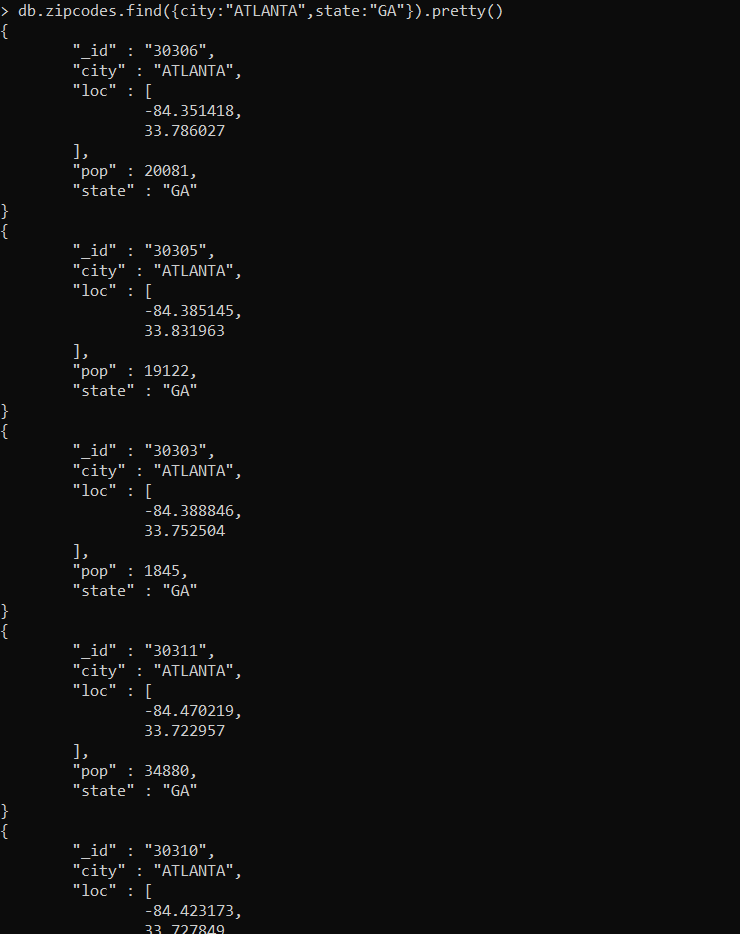 > db.zipcodes.find({city:"ATLANTA",state:"GA"}).pretty()
{
        "_id" : "30306",
        "city" : "ATLANTA",
        "loc" : [
                -84.351418,
                33.786027
        ],
        "pop" : 20081,
        "state" : "GA"
}
{
        "_id" : "30305",
        "city" : "ATLANTA",
        "loc" : [
                -84.385145,
                33.831963
        ],
        "pop" : 19122,
        "state" : "GA"
}
{
        "_id" : "30303",
        "city" : "ATLANTA",
        "loc" : [
                -84.388846,
                33.752504
        ],
        "pop" : 1845,
        "state" : "GA"
}
{
        "_id" : "30311",
        "city" : "ATLANTA",
        "loc" : [
                -84.470219,
                33.722957
        ],
        "pop" : 34880,
        "state" : "GA"
}
{
        "_id" : "30310",
        "city" : "ATLANTA",
        "loc" : [
                -84.423173,
                33.727849